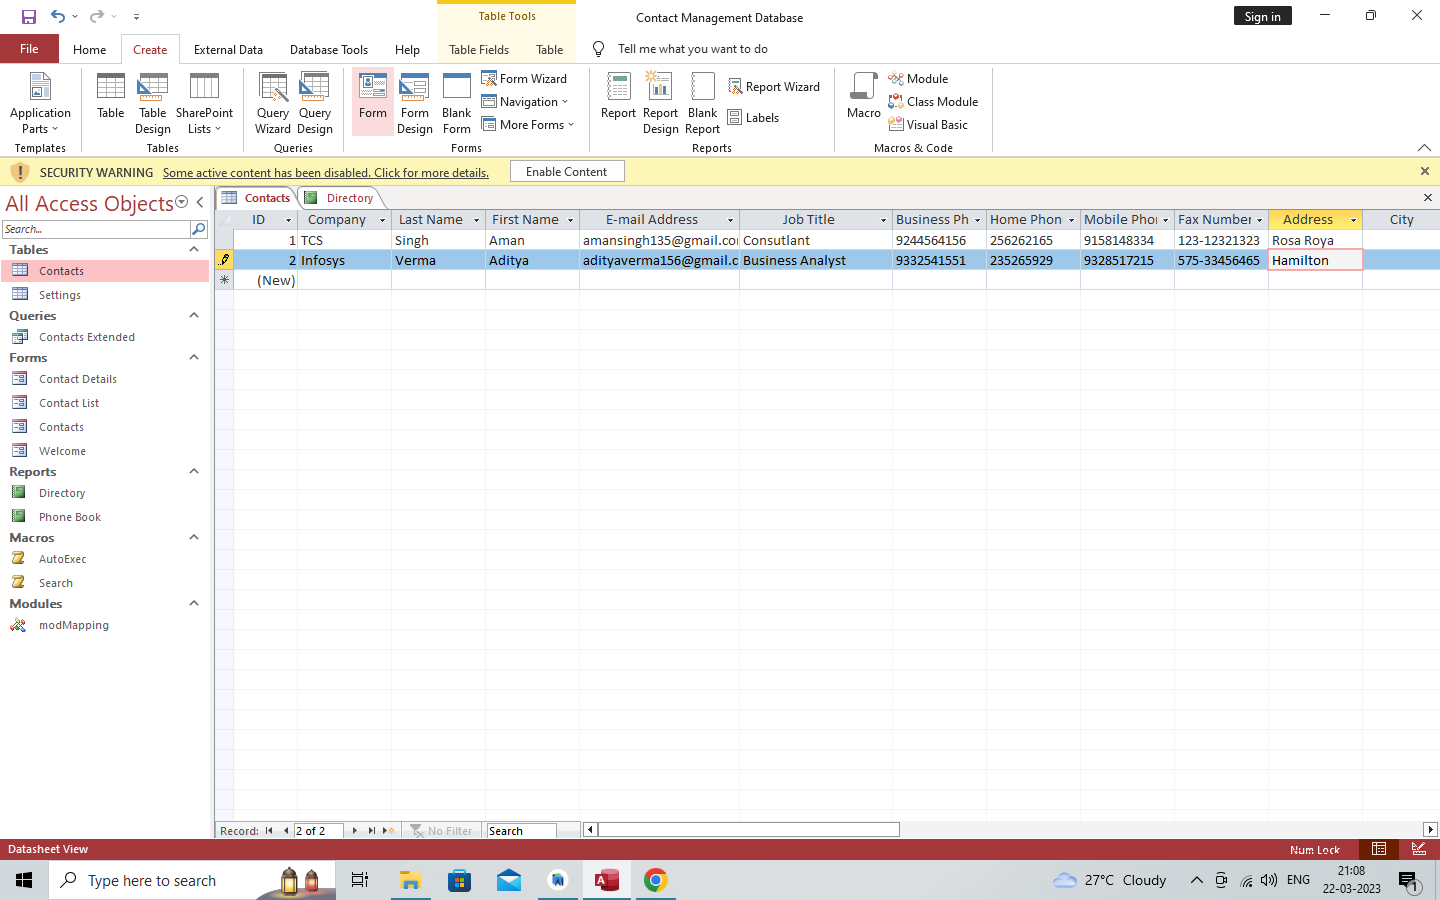 Table Tools
Contact Management Database
Sign in
File
Home
Create
External Data
Database Tools
Help
Table Fields
Table
Tell me what you want to do
Application Parts
Templates
Table
Table Design
SharePoint Lists
Tables
Query Wizard
Query Design
Queries
Form
Form Design
Blank Form
Form Wizard
Navigation
More Forms
Forms
Report
Report Design
Blank Report
Report Wizard
Labels
Reports
Macro
Module
Class Module
Visual Basic
Macros & Code
SECURITY WARNING Some active content has been disabled. Click for more details. Enable Content
All Access Objects
Search...
Tables
Contacts
Settings
Queries
Contacts Extended
Forms
Contact Details
Contact List
Contacts
Welcome
Reports
Directory
Phone Book
Macros
AutoExec
Search
Modules
modMapping
Contacts Directory
ID Company Last Name First Name E-mail Address Job Title Business Ph Home Phon Mobile Phon Fax Number Address City
1 TCS Singh Aman amansingh135@gmail.co Consutlant 9244564156 256262165 9158148334 123-12321323 Rosa Roya
2 Infosys Verma Aditya adityaverma156@gmail.c Business Analyst 9332541551 235265929 9328517215 575-33456465 Hamilton
(New)
Record: 2 of 2 No Filter Search
Datasheet View
Num Lock
Type here to search
27°C Cloudy
ENG
21:08
22-03-2023
1